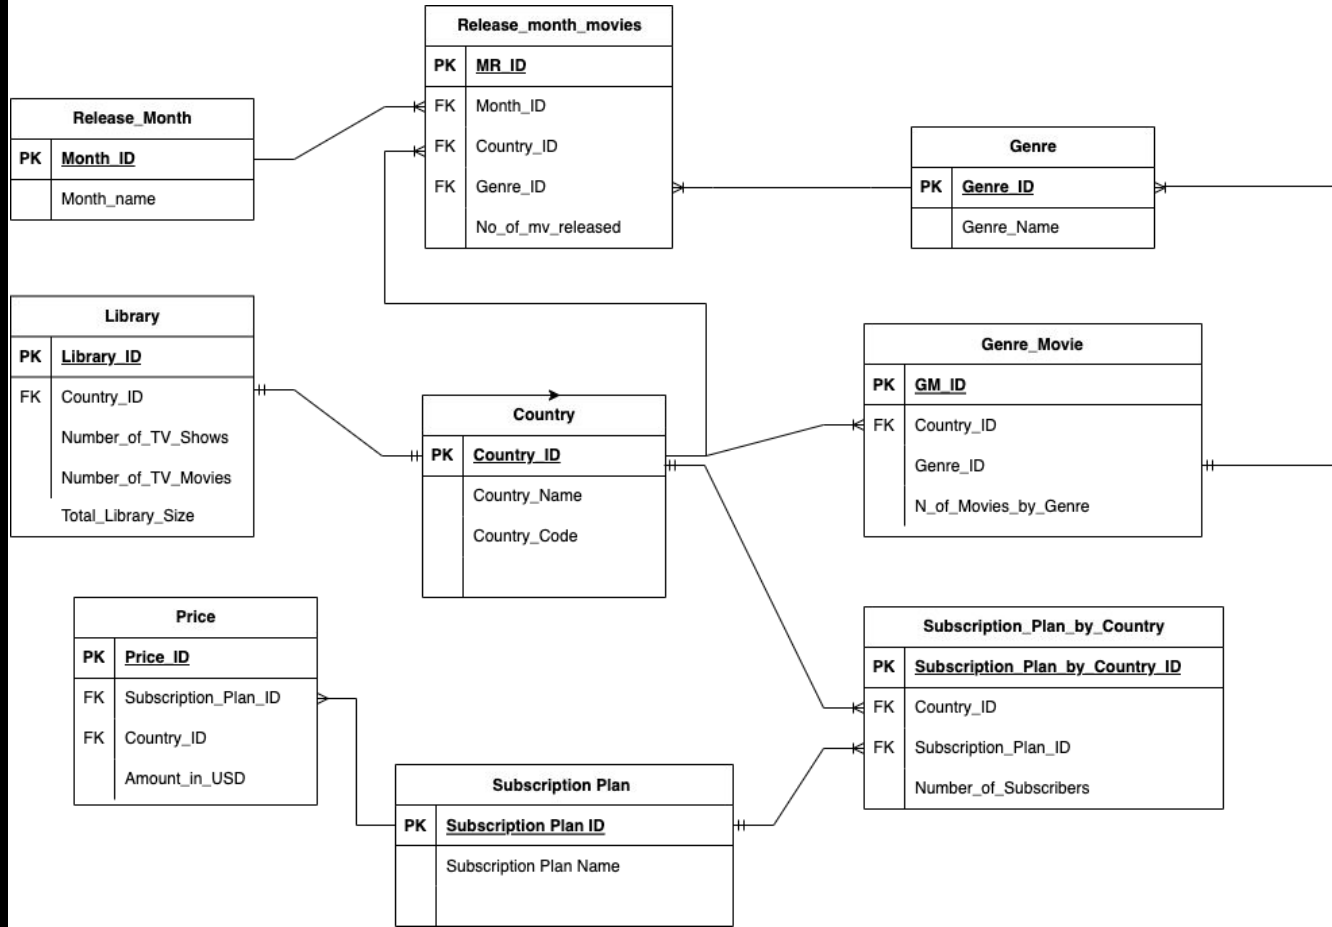 Release_month_movies
PK MR_ID
FK Month_ID
FK Country_ID
FK Genre_ID
No_of_mv_released
Release_Month
PK Month_ID
Month_name
Genre
PK Genre_ID
Genre_Name
Library
PK Library_ID
FK Country_ID
Number_of_TV_Shows
Number_of_TV_Movies
Total_Library_Size
Country
PK Country_ID
Country_Name
Country_Code
Genre_Movie
PK GM_ID
FK Country_ID
Genre_ID
N_of_Movies_by_Genre
Price
PK Price_ID
FK Subscription_Plan_ID
FK Country_ID
Amount_in_USD
Subscription Plan
PK Subscription Plan ID
Subscription Plan Name
Subscription_Plan_by_Country
PK Subscription_Plan_by_Country_ID
FK Country_ID
FK Subscription_Plan_ID
Number_of_Subscribers